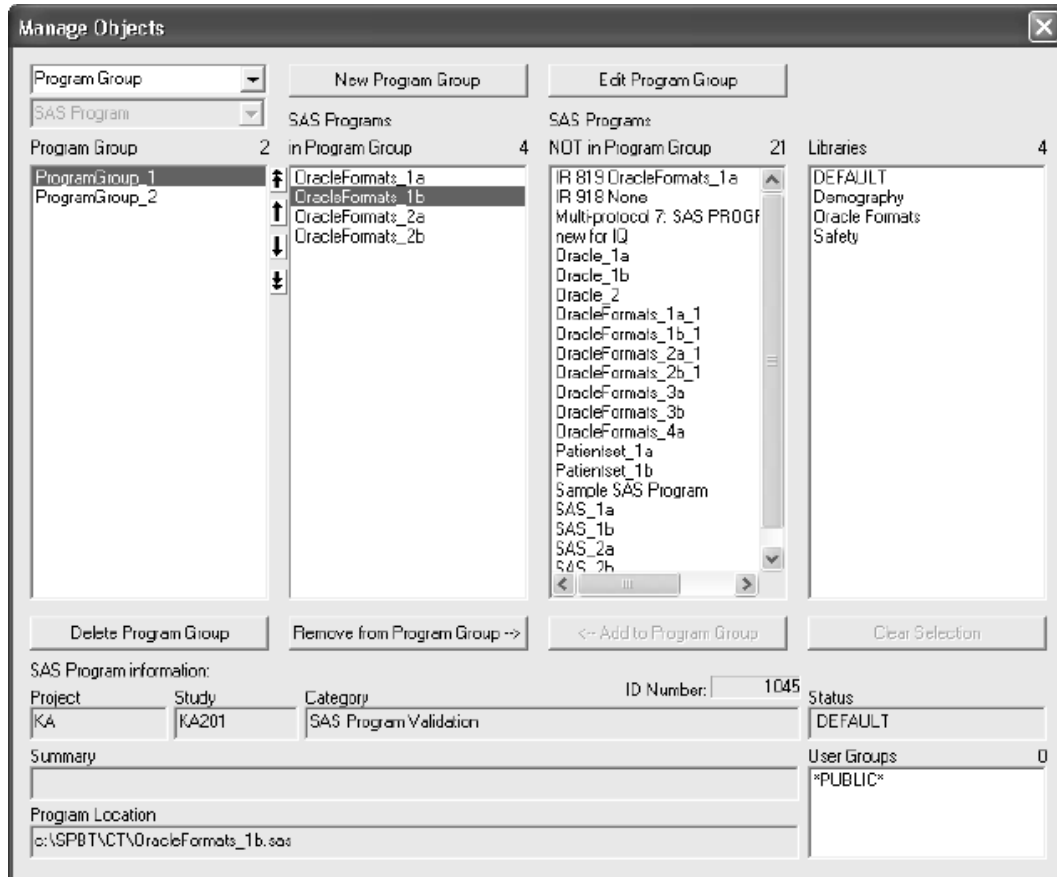 Manage Objects
Program Group
New Program Group
Edit Program Group
SAS Program
SAS Programs
SAS Programs
Program Group 2
in Program Group 4
NOT in Program Group 21
Libraries 4
ProgramGroup_1
ProgramGroup_2
OracleFormats_1a
OracleFormats_1b
OracleFormats_2a
OracleFormats_2b
IR 819 OracleFormats_1a
IR 918 None
Multi-protocol 7: SAS PROGR
new for IQ
Oracle_1a
Oracle_1b
Oracle_2
OracleFormats_1a_1
OracleFormats_1b_1
OracleFormats_2a_1
OracleFormats_2b_1
OracleFormats_3a
OracleFormats_3b
OracleFormats_4a
Patientset_1a
Patientset_1b
Sample SAS Program
SAS_1a
SAS_1b
SAS_2a
SAS_2b
DEFAULT
Demography
Oracle Formats
Safety
Delete Program Group
Remove from Program Group -->
<-- Add to Program Group
Clear Selection
SAS Program information:
ID Number: 1045
Project
Study
Category
Status
KA
KA201
SAS Program Validation
DEFAULT
Summary
User Groups 0
*PUBLIC*
Program Location
c:\SPBT\CT\OracleFormats_1b.sas